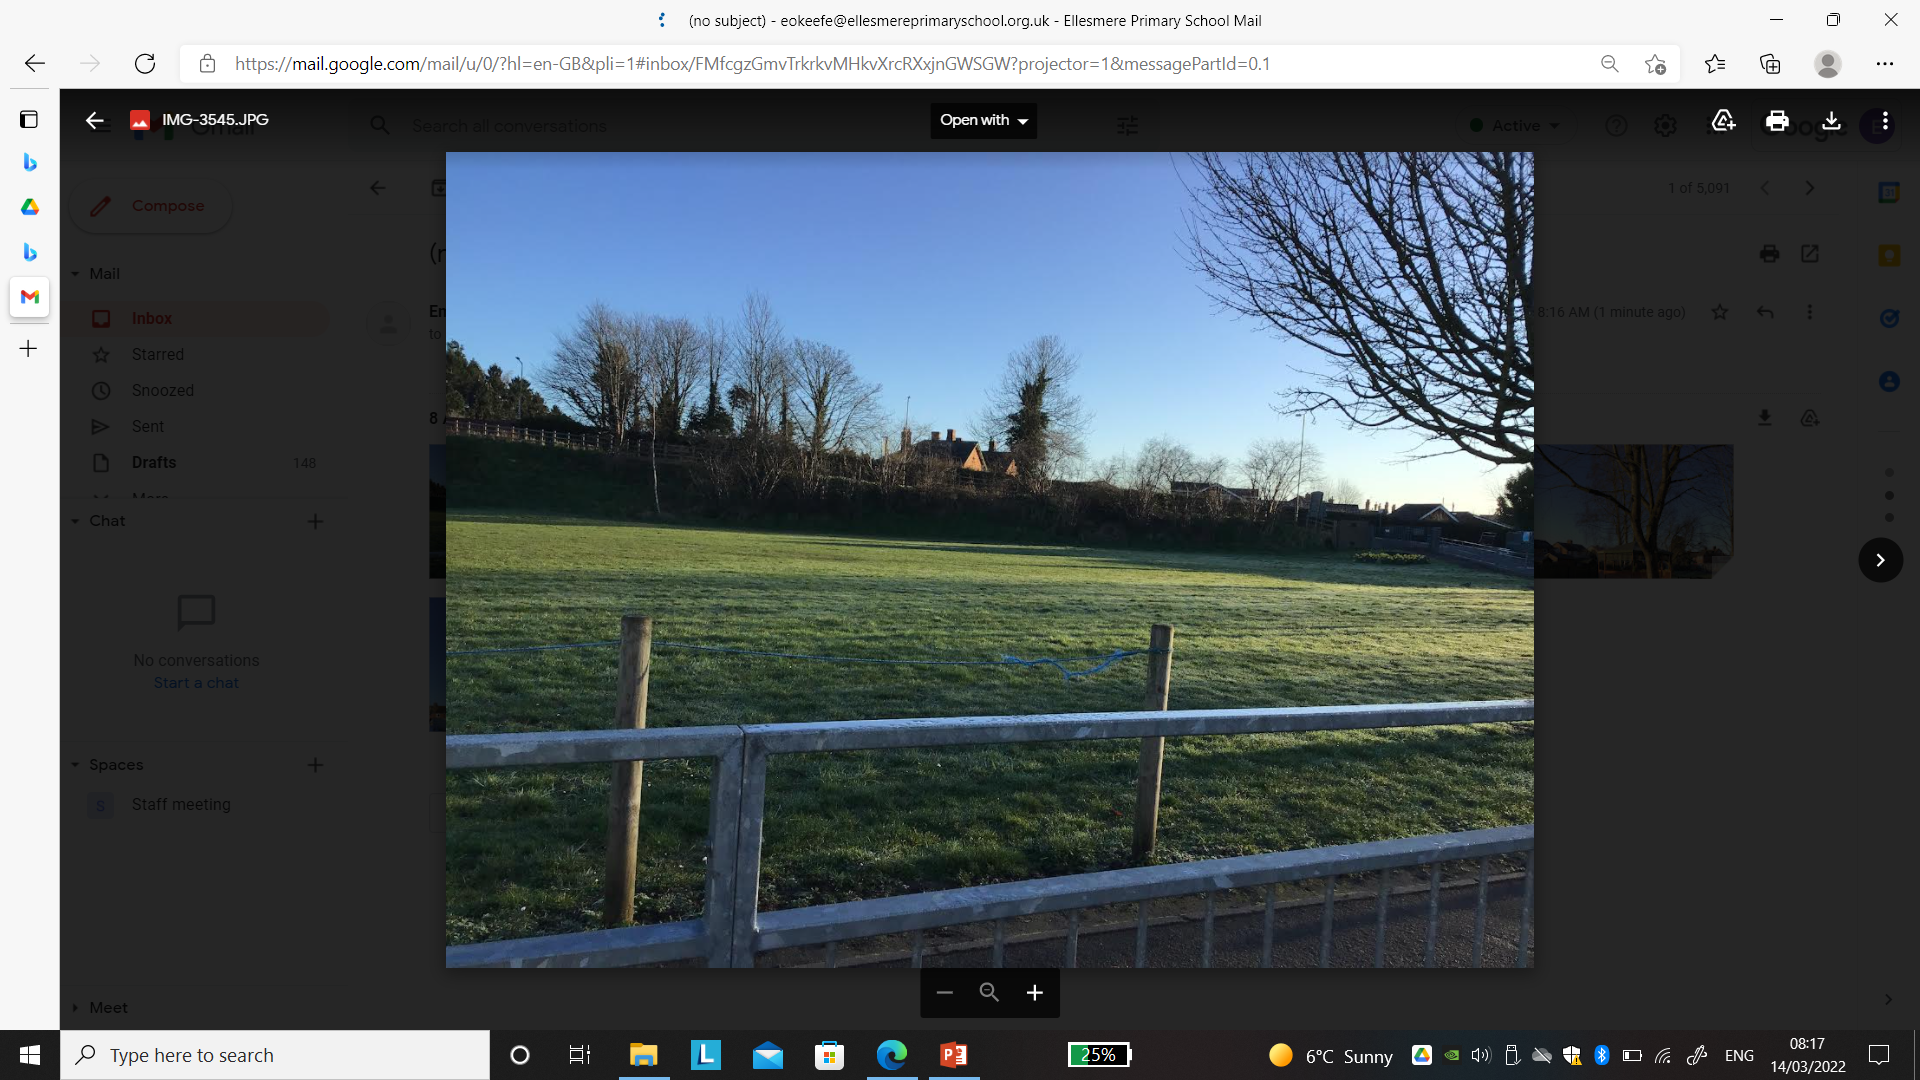 (no subject) - eokeefe@ellesmereprimaryschool.org.uk - Ellesmere Primary School Mail
https://mail.google.com/mail/u/0/?hl=en-GB&pli=1#inbox/FMfcgzGmvTrkrkvMHkvXrcRXxjnGWSGW?projector=1&messagePartId=0.1
IMG-3545.JPG
Open with
Search all conversations
Active
Compose
1 of 5,091
Mail
Inbox
8:16 AM (1 minute ago)
Starred
Snoozed
Sent
Drafts 148
More
Chat
No conversations
Start a chat
Spaces
S Staff meeting
Meet
Type here to search
25%
6°C Sunny
ENG
08:17
14/03/2022